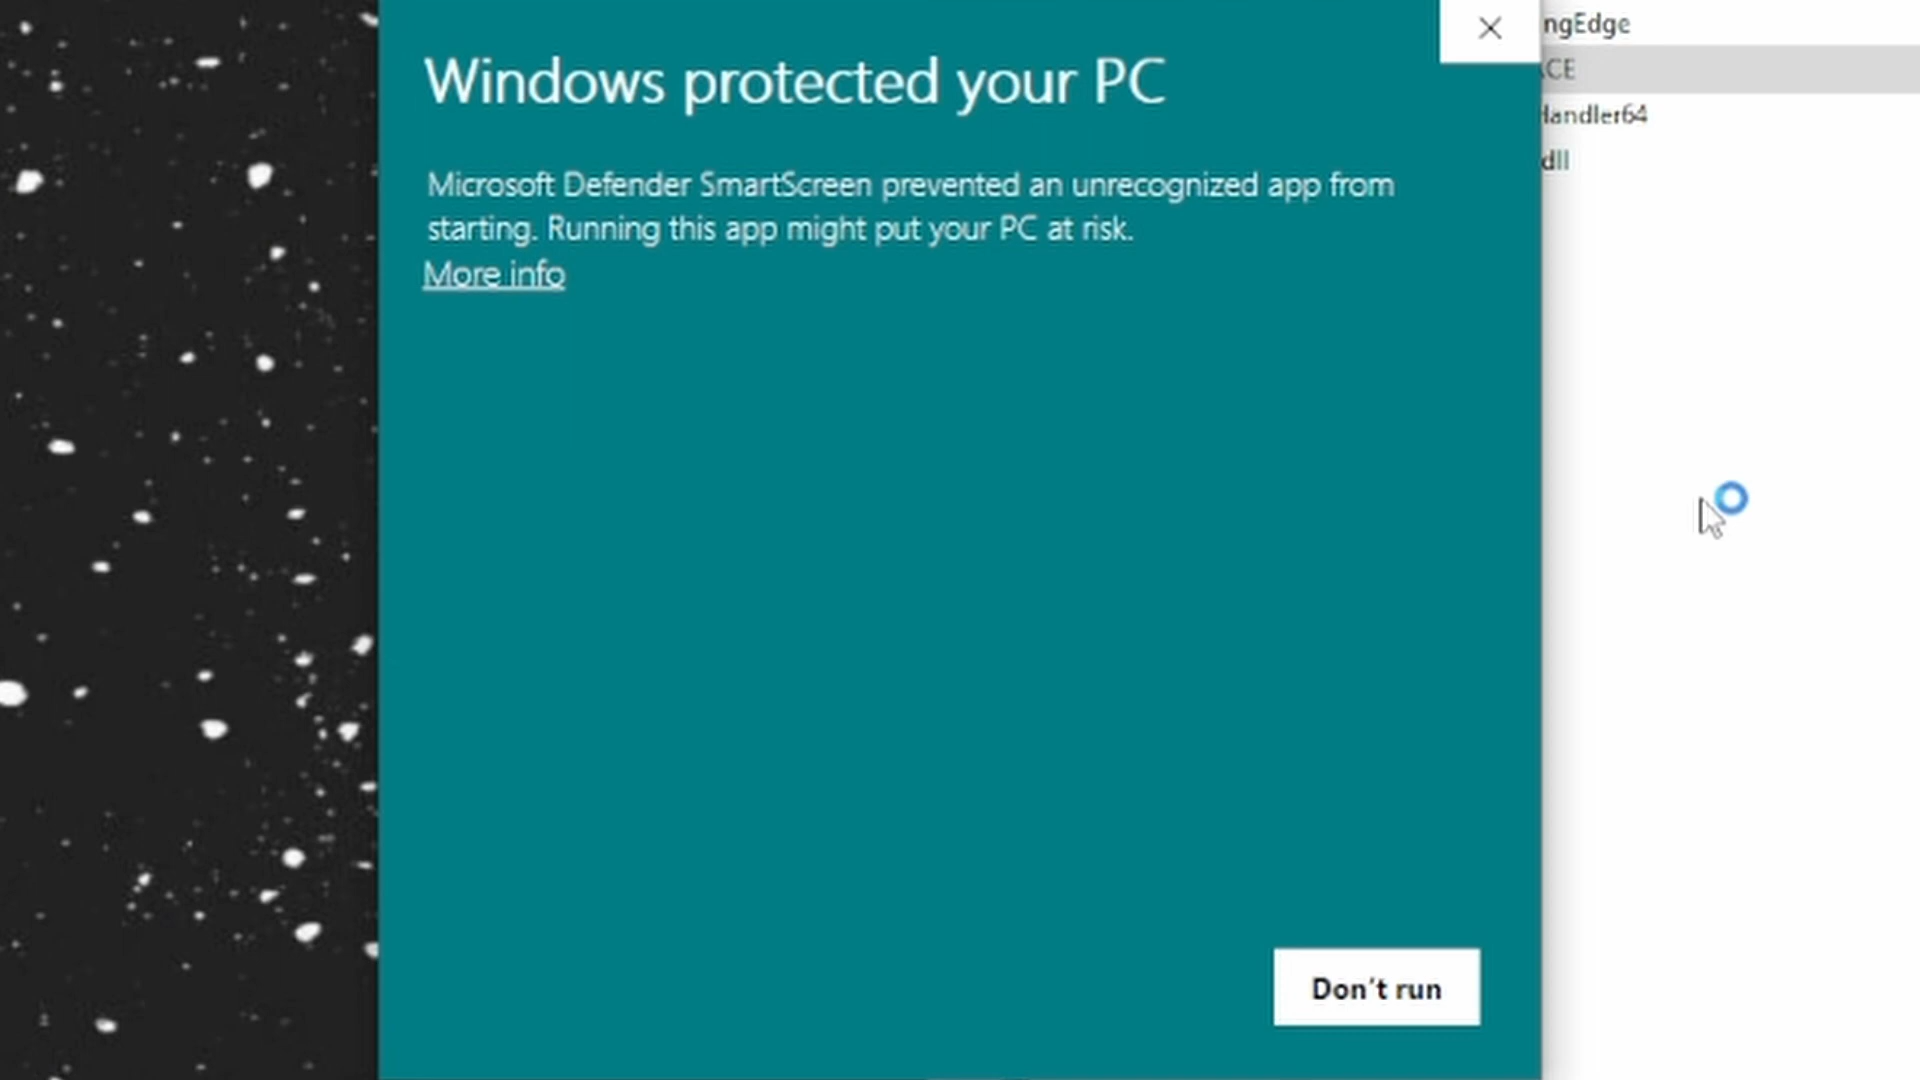 Windows protected your PC
Microsoft Defender SmartScreen prevented an unrecognized app from
starting. Running this app might put your PC at risk.
More info
Don't run
ngEdge
CE
Handler64
dll